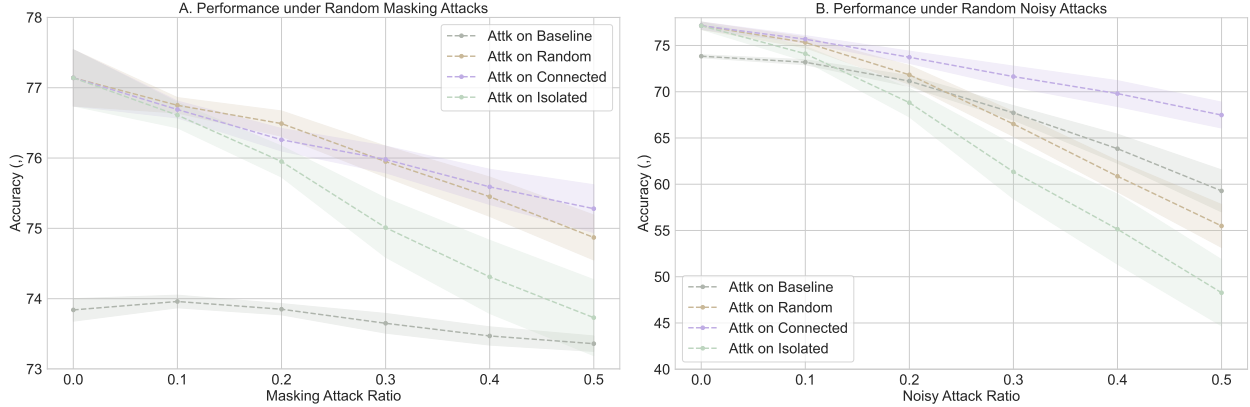 A. Performance under Random Masking Attacks
78
77
76
75
74
73
Accuracy (,)
Attk on Baseline
Attk on Random
Attk on Connected
Attk on Isolated
0.0 0.1 0.2 0.3 0.4 0.5
Masking Attack Ratio
B. Performance under Random Noisy Attacks
75
70
65
60
55
50
45
40
Accuracy (,)
Attk on Baseline
Attk on Random
Attk on Connected
Attk on Isolated
0.0 0.1 0.2 0.3 0.4 0.5
Noisy Attack Ratio